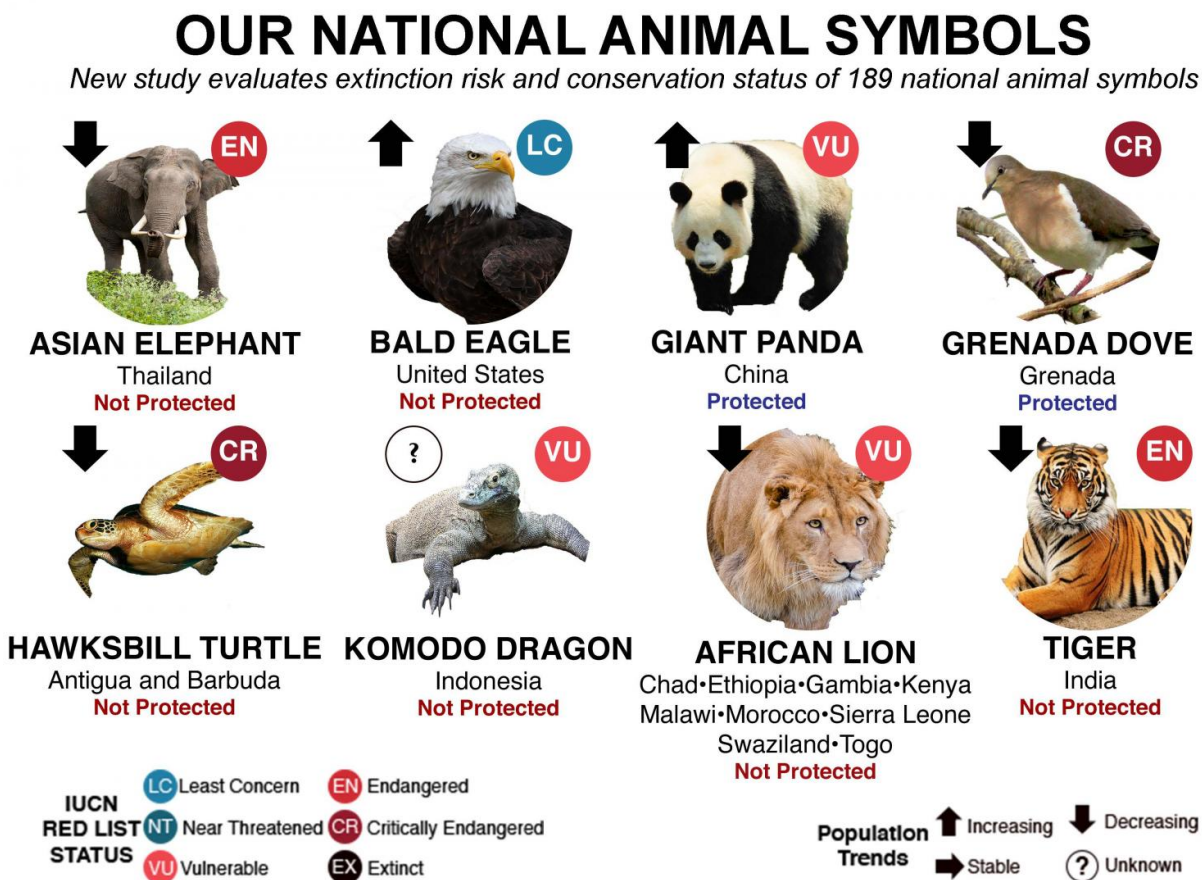 OUR NATIONAL ANIMAL SYMBOLS
New study evaluates extinction risk and conservation status of 189 national animal symbols
EN
LC
VU
CR
ASIAN ELEPHANT
Thailand
Not Protected
BALD EAGLE
United States
Not Protected
GIANT PANDA
China
Protected
GRENADA DOVE
Grenada
Protected
CR
?
VU
VU
EN
HAWKSBILL TURTLE
Antigua and Barbuda
Not Protected
KOMODO DRAGON
Indonesia
Not Protected
AFRICAN LION
Chad•Ethiopia•Gambia•Kenya
Malawi•Morocco•Sierra Leone
Swaziland•Togo
Not Protected
TIGER
India
Not Protected
IUCN
RED LIST
STATUS
LC Least Concern
NT Near Threatened
VU Vulnerable
EN Endangered
CR Critically Endangered
EX Extinct
Population
Trends
Increasing
Stable
Decreasing
? Unknown